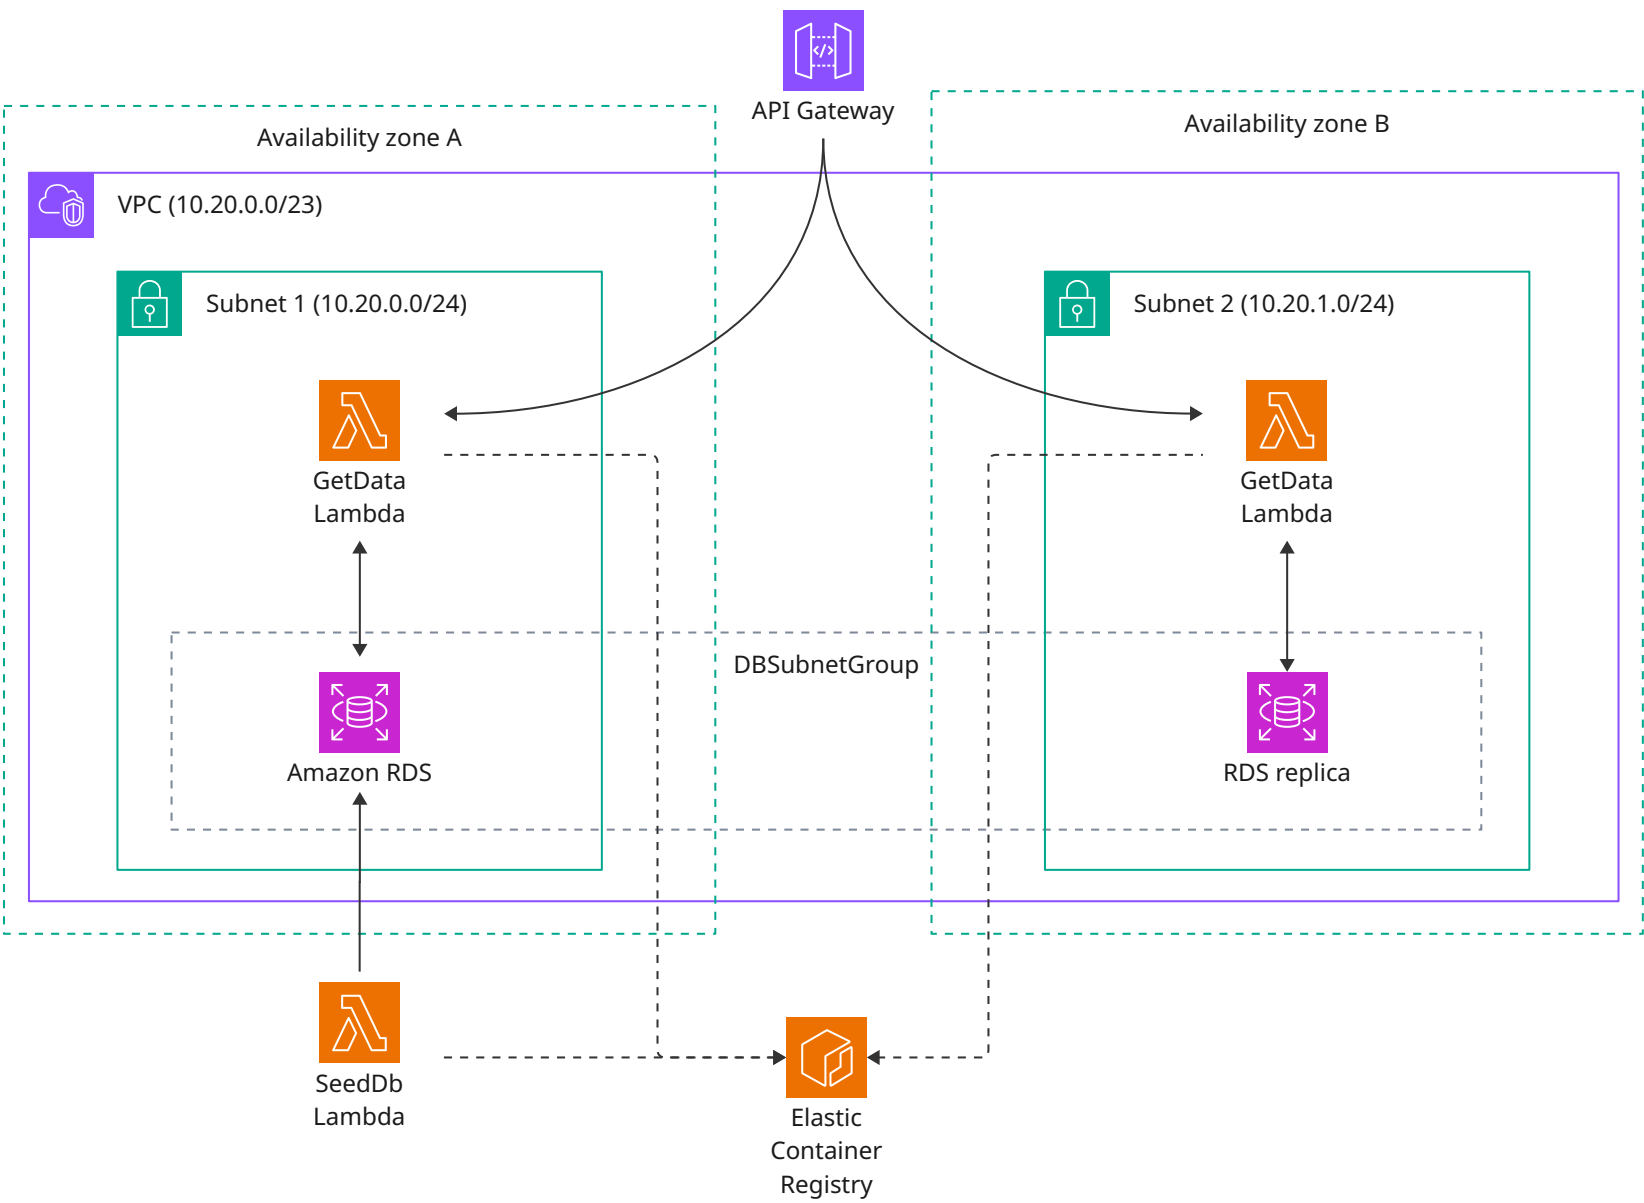 API Gateway
Availability zone A
Availability zone B
VPC (10.20.0.0/23)
Subnet 1 (10.20.0.0/24)
Subnet 2 (10.20.1.0/24)
GetData
Lambda
GetData
Lambda
DBSubnetGroup
Amazon RDS
RDS replica
SeedDb
Lambda
Elastic
Container
Registry